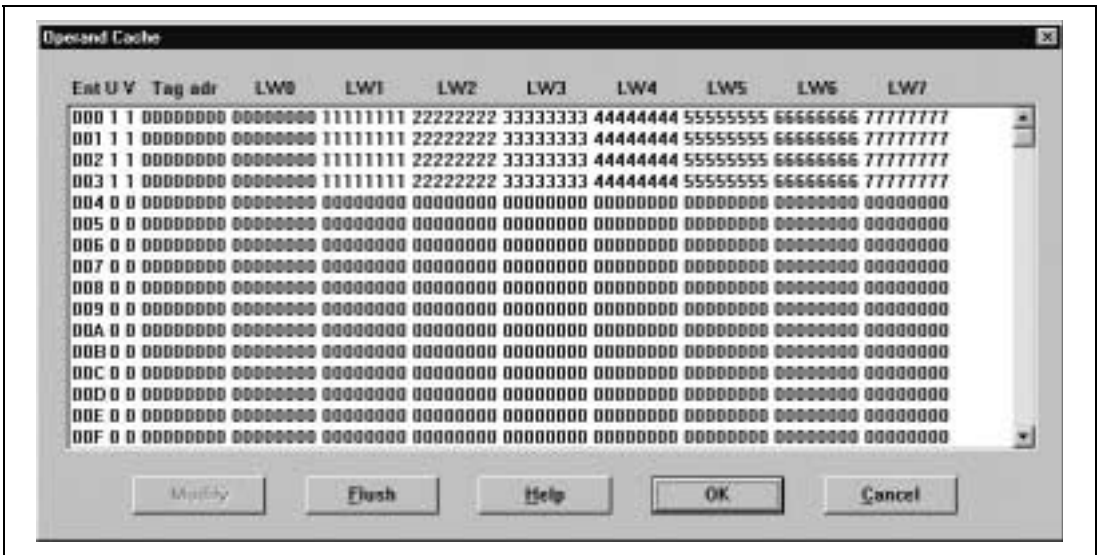 Operand Cache
Ent U V Tag adr LW0 LW1 LW2 LW3 LW4 LW5 LW6 LW7
000 1 1 00000000 00000000 11111111 22222222 33333333 44444444 55555555 66666666 77777777
001 1 1 00000000 00000000 11111111 22222222 33333333 44444444 55555555 66666666 77777777
002 1 1 00000000 00000000 11111111 22222222 33333333 44444444 55555555 66666666 77777777
003 1 1 00000000 00000000 11111111 22222222 33333333 44444444 55555555 66666666 77777777
004 0 0 00000000 00000000 00000000 00000000 00000000 00000000 00000000 00000000 00000000
005 0 0 00000000 00000000 00000000 00000000 00000000 00000000 00000000 00000000 00000000
006 0 0 00000000 00000000 00000000 00000000 00000000 00000000 00000000 00000000 00000000
007 0 0 00000000 00000000 00000000 00000000 00000000 00000000 00000000 00000000 00000000
008 0 0 00000000 00000000 00000000 00000000 00000000 00000000 00000000 00000000 00000000
009 0 0 00000000 00000000 00000000 00000000 00000000 00000000 00000000 00000000 00000000
00A 0 0 00000000 00000000 00000000 00000000 00000000 00000000 00000000 00000000 00000000
00B 0 0 00000000 00000000 00000000 00000000 00000000 00000000 00000000 00000000 00000000
00C 0 0 00000000 00000000 00000000 00000000 00000000 00000000 00000000 00000000 00000000
00D 0 0 00000000 00000000 00000000 00000000 00000000 00000000 00000000 00000000 00000000
00E 0 0 00000000 00000000 00000000 00000000 00000000 00000000 00000000 00000000 00000000
00F 0 0 00000000 00000000 00000000 00000000 00000000 00000000 00000000 00000000 00000000
Modify Flush Help OK Cancel